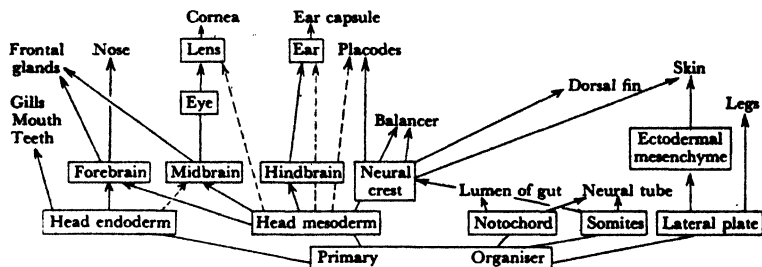 Cornea
Ear capsule
Frontal
glands
Nose
Lens
Ear
Placodes
Skin
Dorsal fin
Gills
Mouth
Teeth
Eye
Legs
Balancer
Ectodermal
mesenchyme
Forebrain
Midbrain
Hindbrain
Neural
crest
Lumen of gut
Neural tube
Head endoderm
Head mesoderm
Notochord
Somites
Lateral plate
Primary Organiser